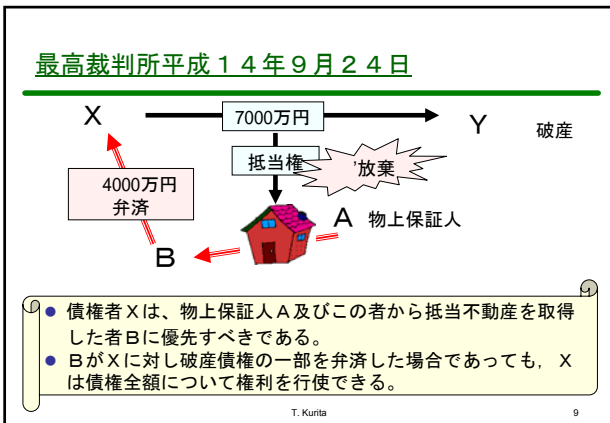 最高裁判所平成１４年９月２４日
X
7000万円
Y
破産
抵当権
'放棄
4000万円
弁済
A 物上保証人
B
● 債権者Xは、物上保証人A及びこの者から抵当不動産を取得
した者Bに優先すべきである。
● BがXに対し破産債権の一部を弁済した場合であっても，X
は債権全額について権利を行使できる。
T. Kurita
9